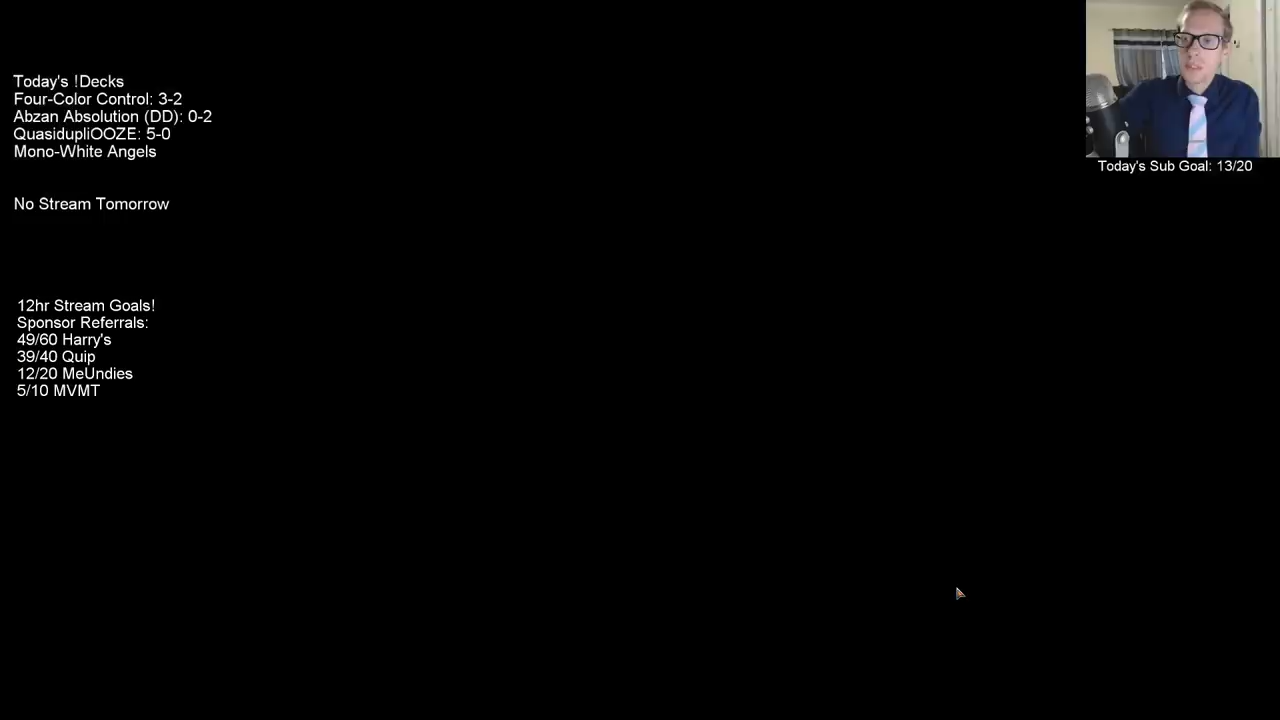 Today's !Decks
Four-Color Control: 3-2
Abzan Absolution (DD): 0-2
QuasidupliOOZE: 5-0
Mono-White Angels
No Stream Tomorrow
12hr Stream Goals!
Sponsor Referrals:
49/60 Harry's
39/40 Quip
12/20 MeUndies
5/10 MVMT
Today's Sub Goal: 13/20